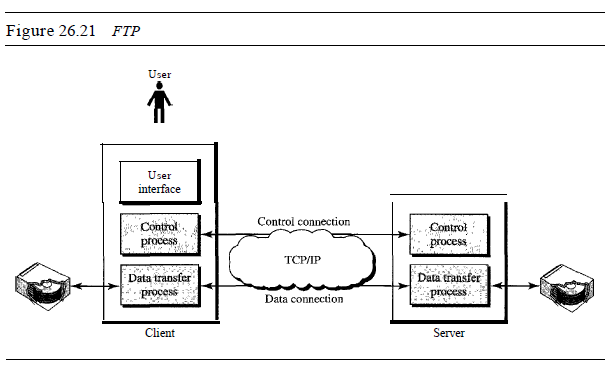 Figure 26.21 FTP
User
User
interface
Control
process
Control connection
Control
process
TCP/IP
Data transfer
process
Data connection
Data transfer
process
Client
Server